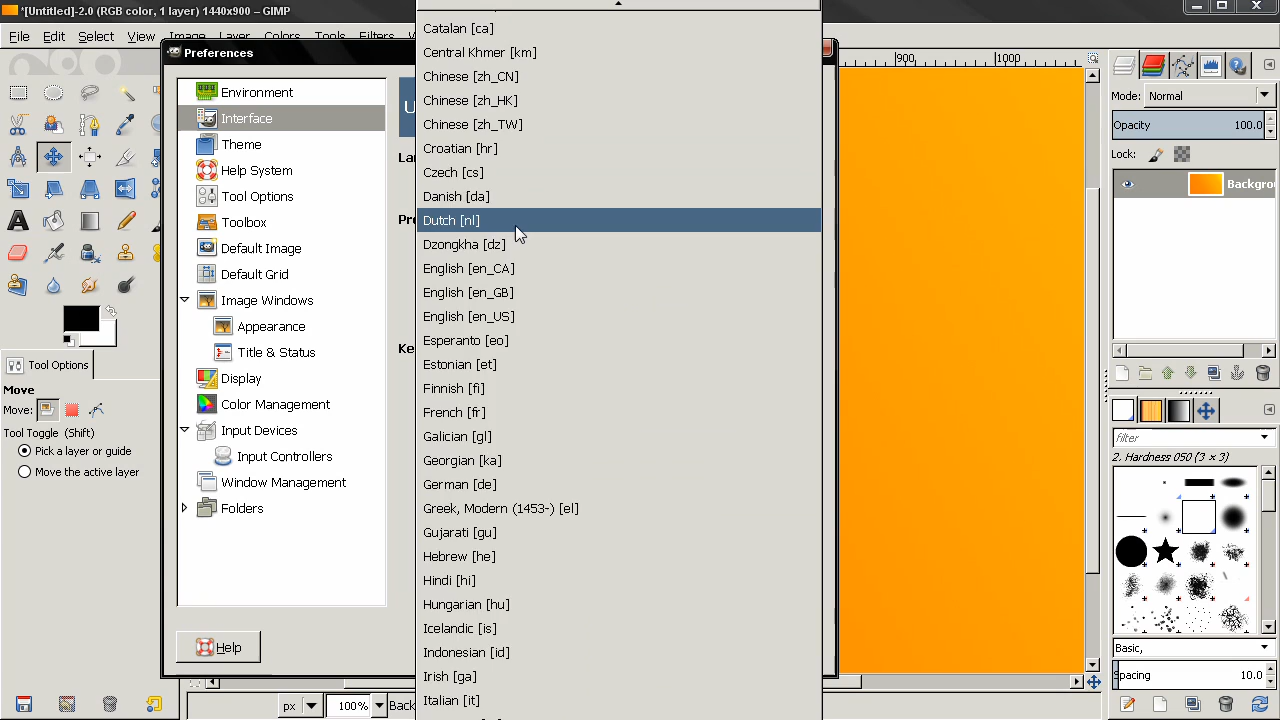 *[Untitled]-2.0 (RGB color, 1 layer) 1440x900 – GIMP
File Edit Select View Image Layer Colors Tools
Preferences
Environment
Interface
Theme
Help System
Tool Options
Toolbox
Default Image
Default Grid
Image Windows
Appearance
Title & Status
Display
Color Management
Input Devices
Input Controllers
Window Management
Folders
Help
Catalan [ca]
Central Khmer [km]
Chinese [zh_CN]
Chinese [zh_HK]
Chinese [zh_TW]
Croatian [hr]
Czech [cs]
Danish [da]
Dutch [nl]
Dzongkha [dz]
English [en_CA]
English [en_GB]
English [en_US]
Esperanto [eo]
Estonian [et]
Finnish [fi]
French [fr]
Galician [gl]
Georgian [ka]
German [de]
Greek, Modern (1453-) [el]
Gujarati [gu]
Hebrew [he]
Hindi [hi]
Hungarian [hu]
Icelandic [is]
Indonesian [id]
Irish [ga]
Italian [it]
Tool Options
Move
Move:
Tool Toggle (Shift)
Pick a layer or guide
Move the active layer
px 100% Back
900 1000
Mode: Normal
Opacity 100.0
Lock:
Backgro
filter
2. Hardness 050 (3 × 3)
Basic,
Spacing 10.0